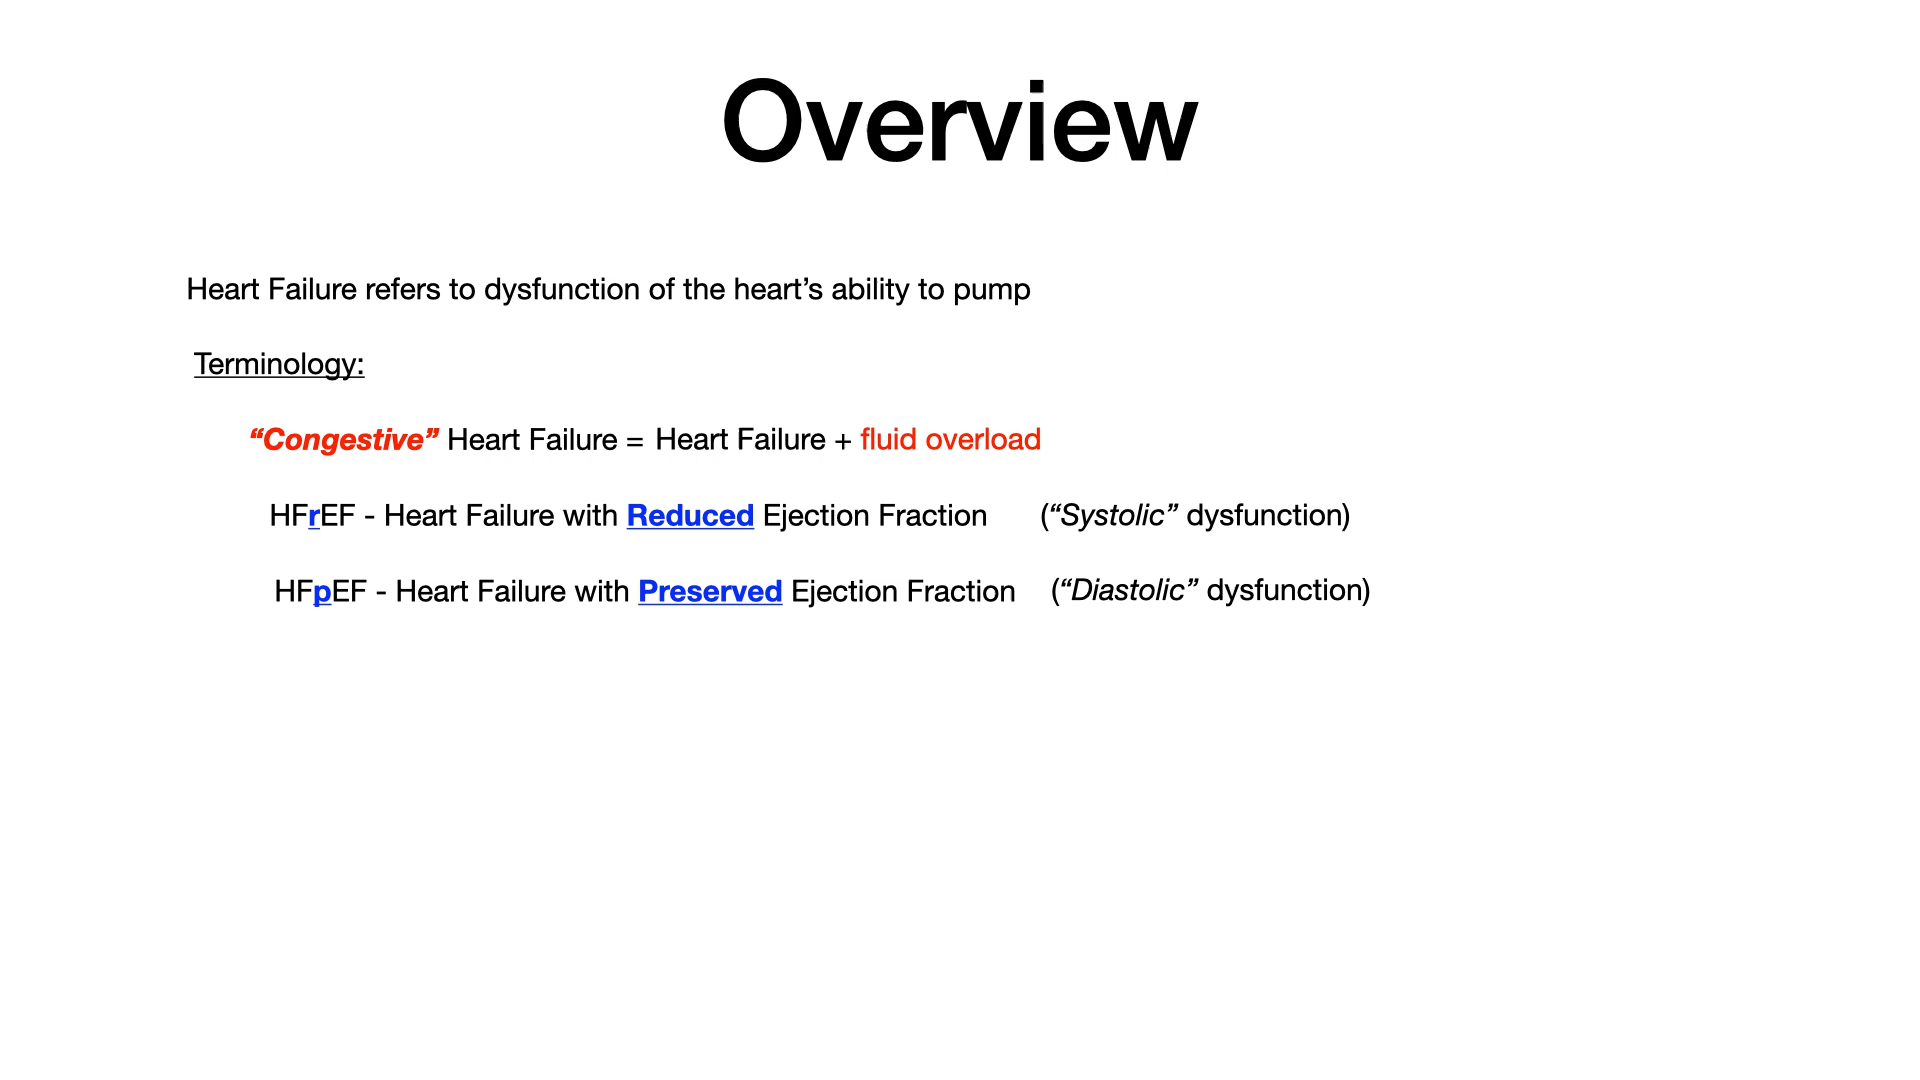 Overview
Heart Failure refers to dysfunction of the heart’s ability to pump
Terminology:
“Congestive” Heart Failure = Heart Failure + fluid overload
HFrEF - Heart Failure with Reduced Ejection Fraction (“Systolic” dysfunction)
HFpEF - Heart Failure with Preserved Ejection Fraction (“Diastolic” dysfunction)